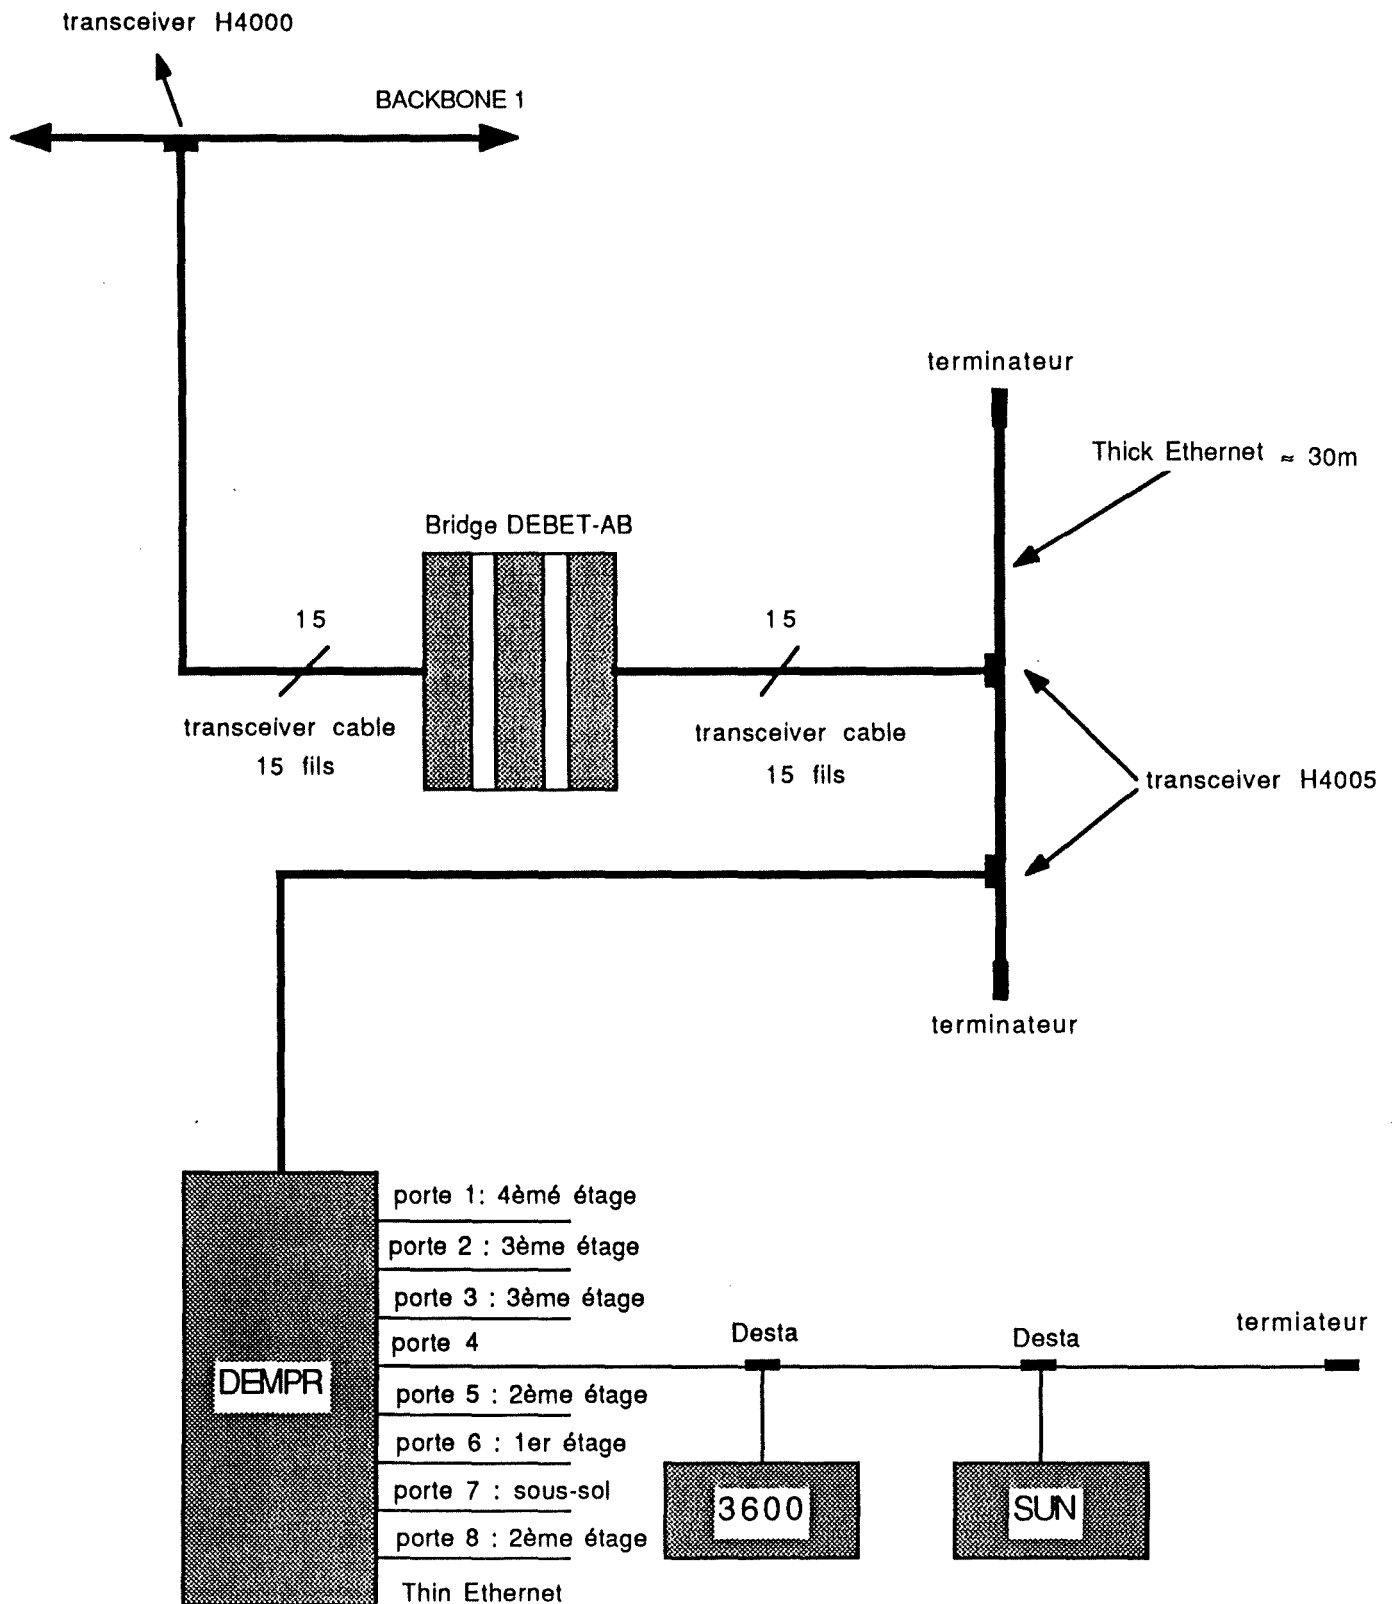 transceiver H4000
BACKBONE 1
terminateur
Thick Ethernet ≈ 30m
Bridge DEBET-AB
15
15
transceiver cable
15 fils
transceiver cable
15 fils
transceiver H4005
terminateur
porte 1: 4èmé étage
porte 2 : 3ème étage
porte 3 : 3ème étage
porte 4
Desta
Desta
termiateur
DEMPR
porte 5 : 2ème étage
porte 6 : 1er étage
porte 7 : sous-sol
porte 8 : 2ème étage
3600
SUN
Thin Ethernet